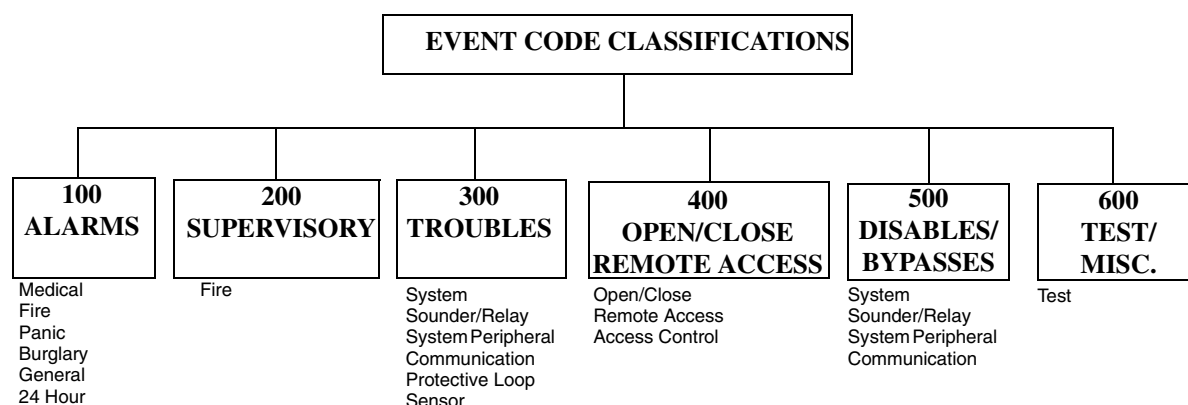 EVENT CODE CLASSIFICATIONS
100
ALARMS
Medical
Fire
Panic
Burglary
General
24 Hour
200
SUPERVISORY
Fire
300
TROUBLES
System
Sounder/Relay
System Peripheral
Communication
Protective Loop
Sensor
400
OPEN/CLOSE
REMOTE ACCESS
Open/Close
Remote Access
Access Control
500
DISABLES/
BYPASSES
System
Sounder/Relay
System Peripheral
Communication
600
TEST/
MISC.
Test